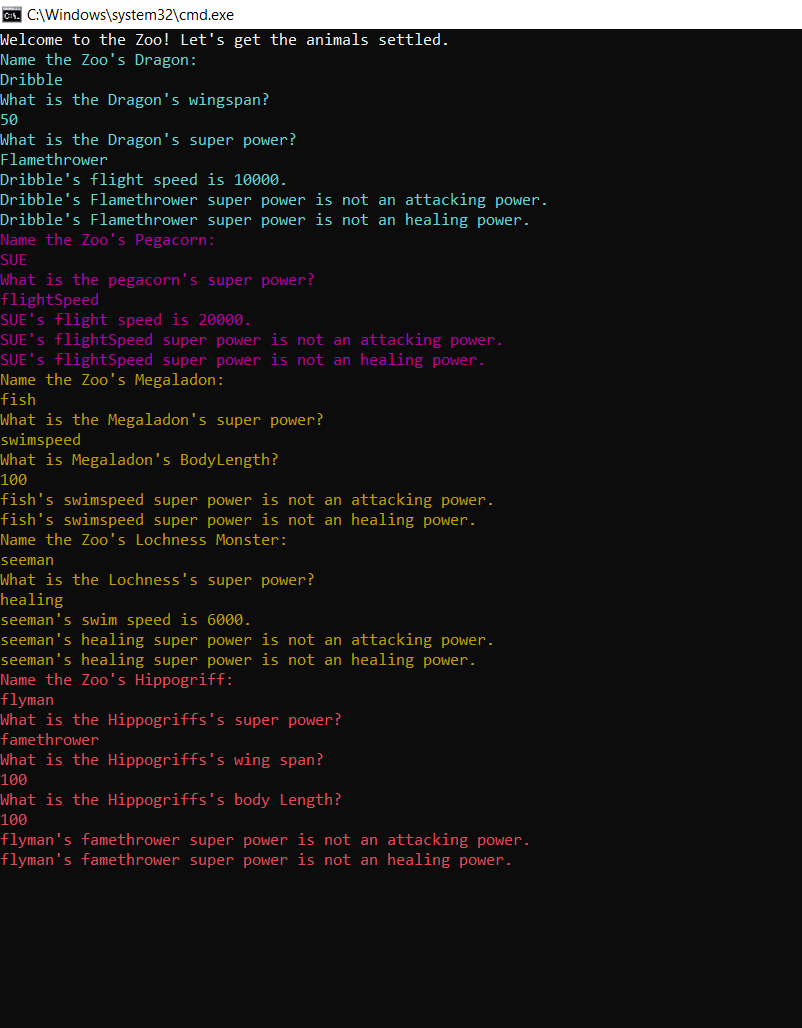 C:\Windows\system32\cmd.exe
Welcome to the Zoo! Let's get the animals settled.
Name the Zoo's Dragon:
Dribble
What is the Dragon's wingspan?
50
What is the Dragon's super power?
Flamethrower
Dribble's flight speed is 10000.
Dribble's Flamethrower super power is not an attacking power.
Dribble's Flamethrower super power is not an healing power.
Name the Zoo's Pegacorn:
SUE
What is the pegacorn's super power?
flightSpeed
SUE's flight speed is 20000.
SUE's flightSpeed super power is not an attacking power.
SUE's flightSpeed super power is not an healing power.
Name the Zoo's Megaladon:
fish
What is the Megaladon's super power?
swimspeed
What is Megaladon's BodyLength?
100
fish's swimspeed super power is not an attacking power.
fish's swimspeed super power is not an healing power.
Name the Zoo's Lochness Monster:
seeman
What is the Lochness's super power?
healing
seeman's swim speed is 6000.
seeman's healing super power is not an attacking power.
seeman's healing super power is not an healing power.
Name the Zoo's Hippogriff:
flyman
What is the Hippogriffs's super power?
famethrower
What is the Hippogriffs's wing span?
100
What is the Hippogriffs's body Length?
100
flyman's famethrower super power is not an attacking power.
flyman's famethrower super power is not an healing power.